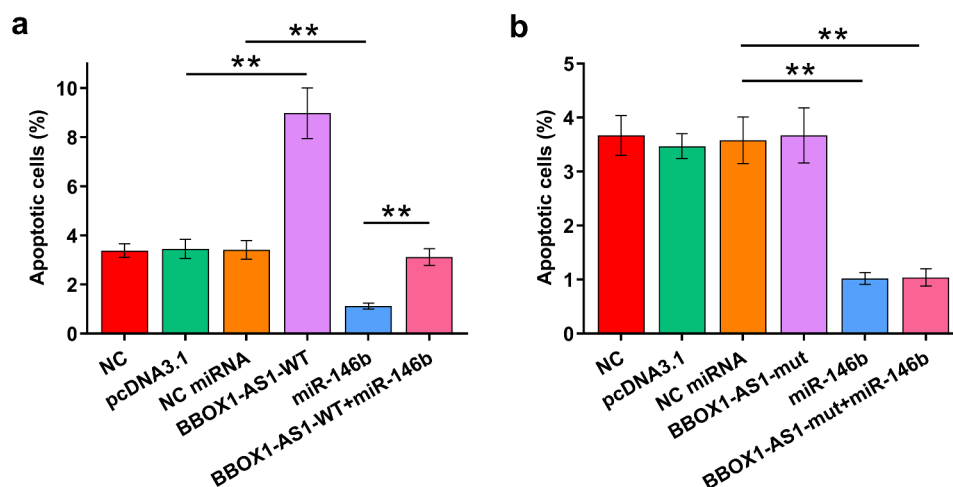 a
**
**
**
Apoptotic cells (%)
10
8
6
4
2
0
NC
pcDNA3.1
NC miRNA
BBOX1-AS1-WT
miR-146b
BBOX1-AS1-WT+miR-146b
b
**
**
Apoptotic cells (%)
5
4
3
2
1
0
NC
pcDNA3.1
NC miRNA
BBOX1-AS1-mut
miR-146b
BBOX1-AS1-mut+miR-146b